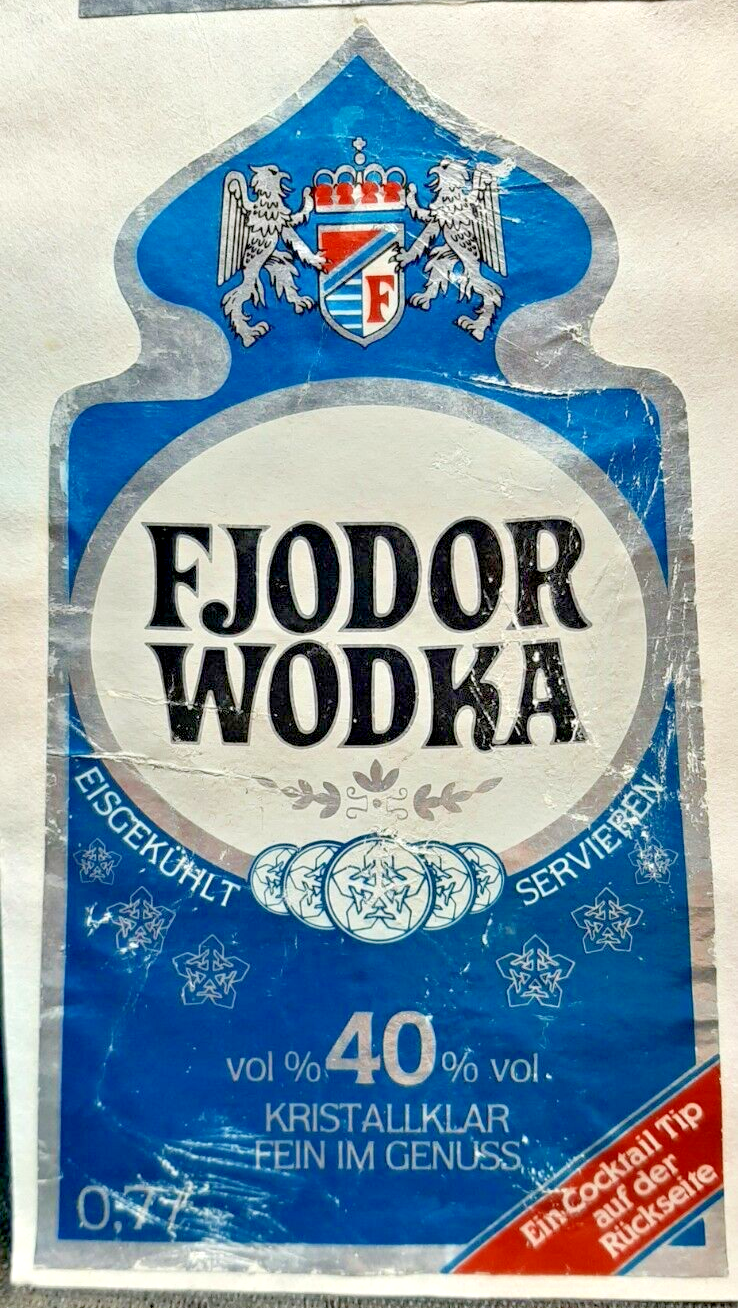 F
FJODOR
WODKA
EISGEKÜHLT SERVIEREN
vol % 40 % vol
KRISTALLKLAR
FEIN IM GENUSS
0,7 l
Ein Cocktail Tip
auf der
Rückseite